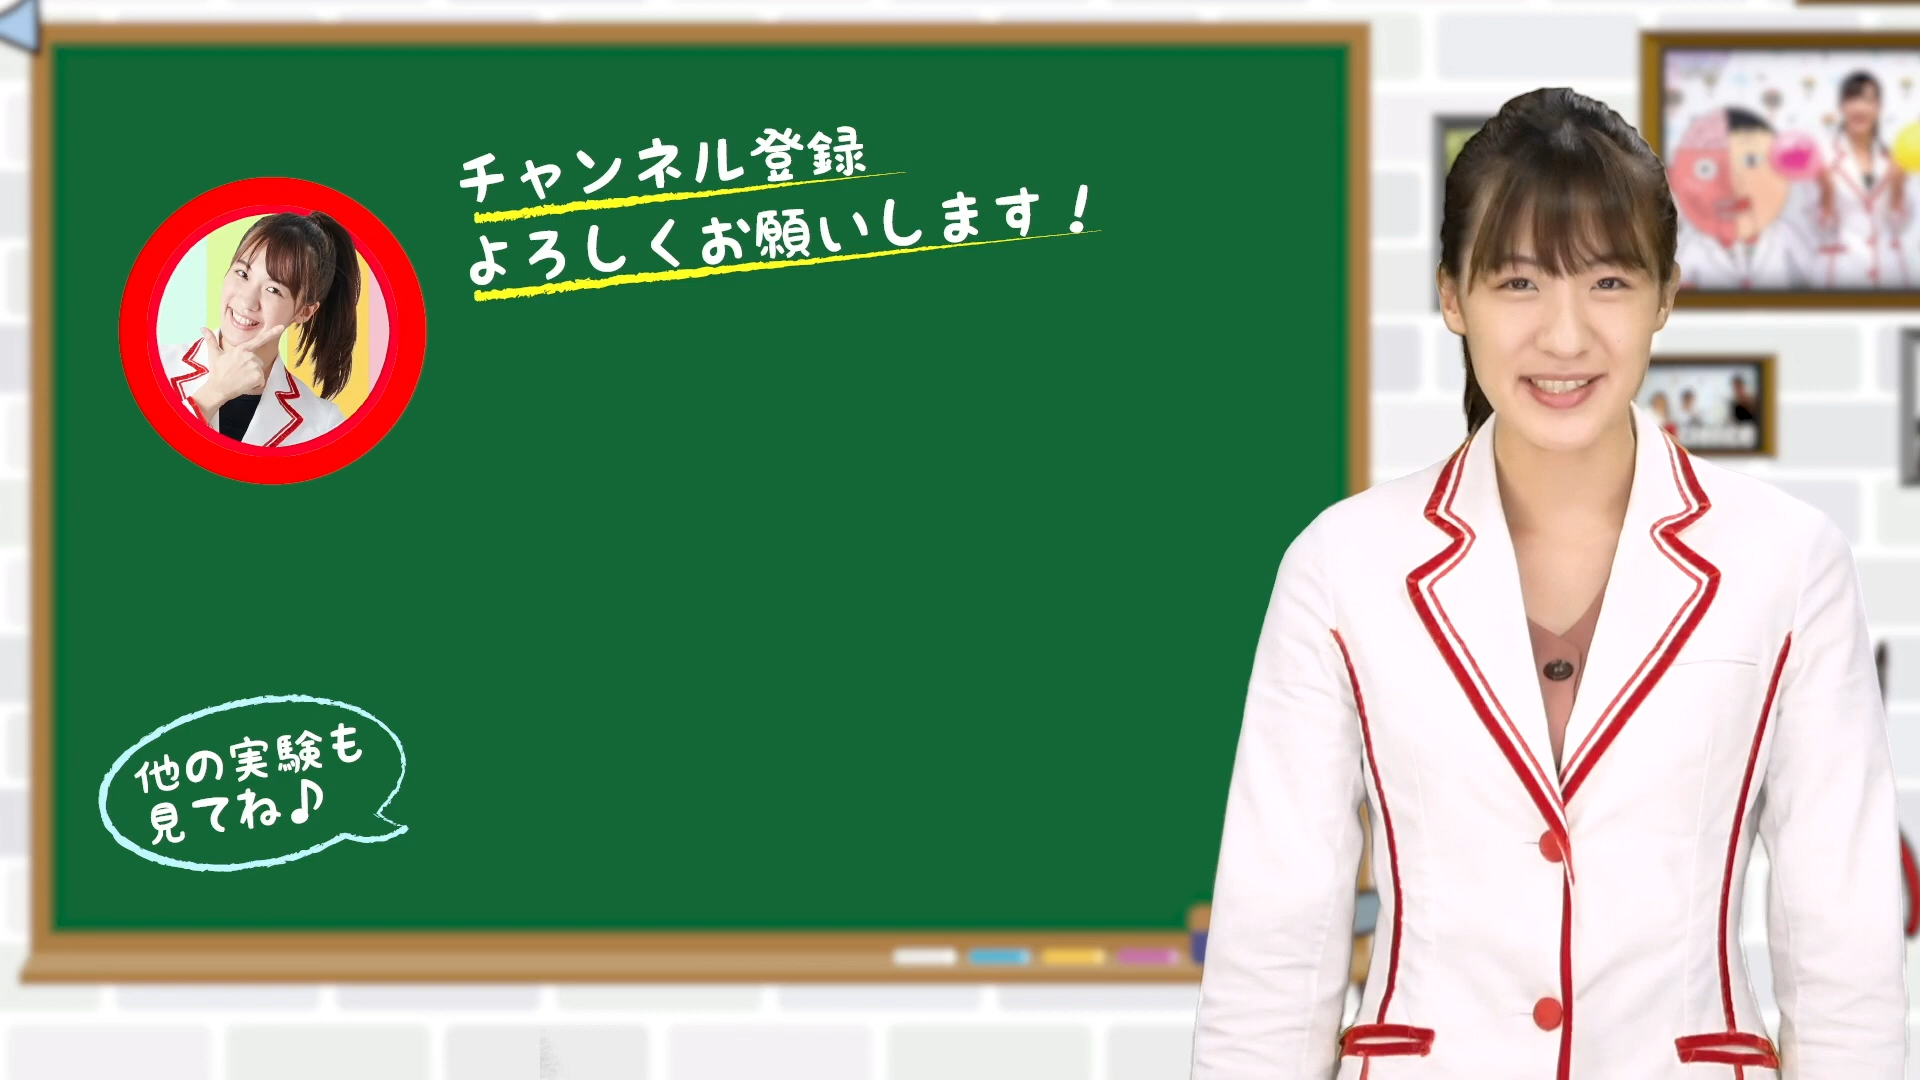 チャンネル登録
よろしくお願いします！
他の実験も
見てね♪